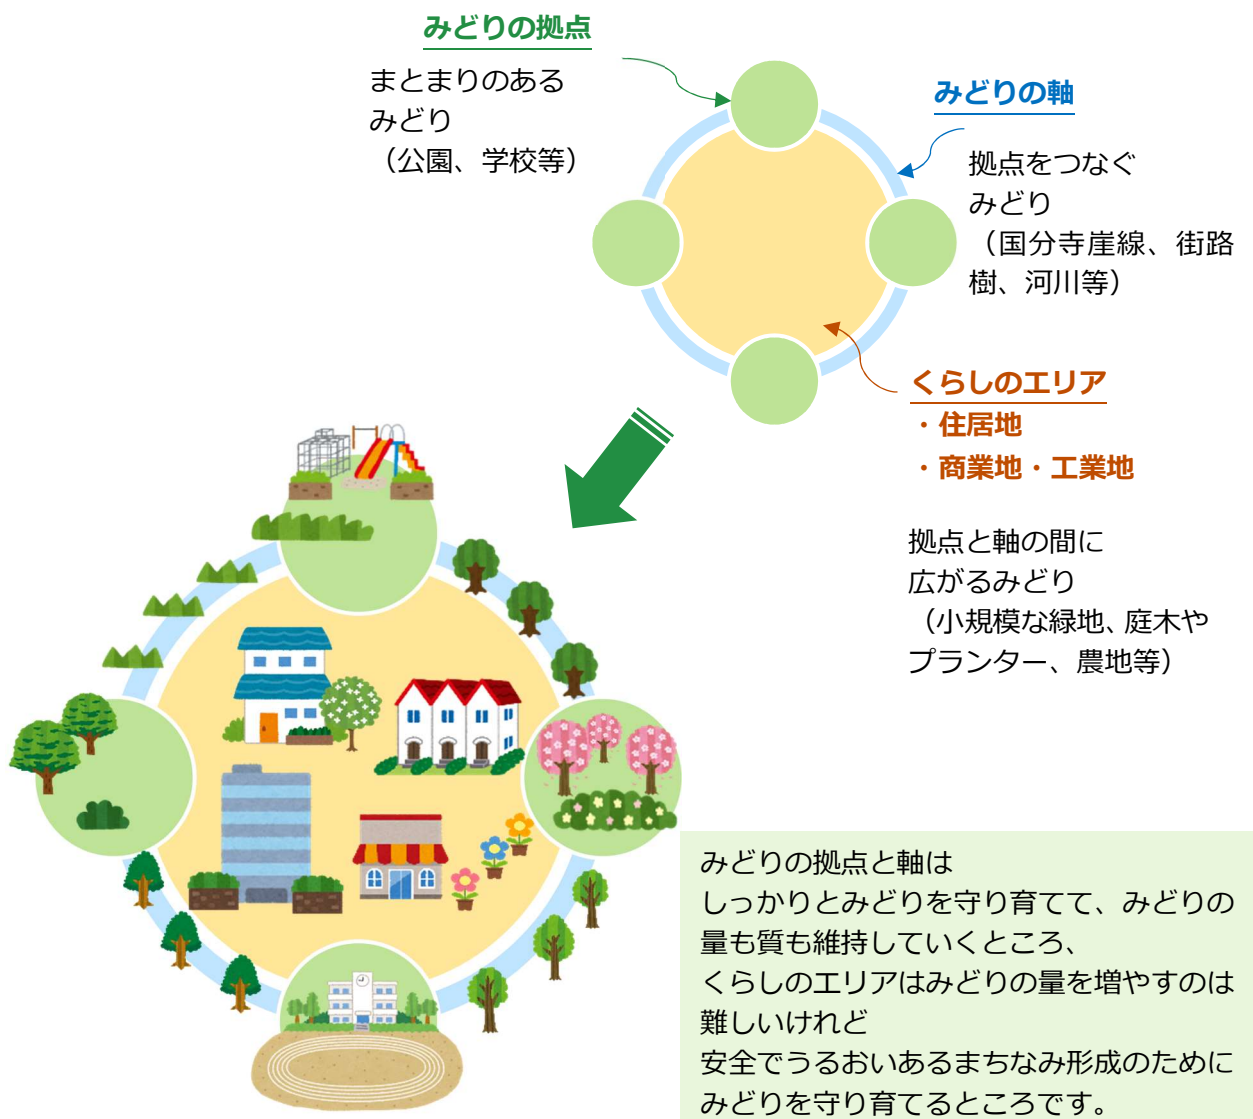 みどりの拠点
まとまりのある
みどり
（公園、学校等）
みどりの軸
拠点をつなぐ
みどり
（国分寺崖線、街路
樹、河川等）
くらしのエリア
・住居地
・商業地・工業地
拠点と軸の間に
広がるみどり
（小規模な緑地、庭木や
プランター、農地等）
みどりの拠点と軸は
しっかりとみどりを守り育てて、みどりの
量も質も維持していくところ、
くらしのエリアはみどりの量を増やすのは
難しいけれど
安全でうるおいあるまちなみ形成のために
みどりを守り育てるところです。